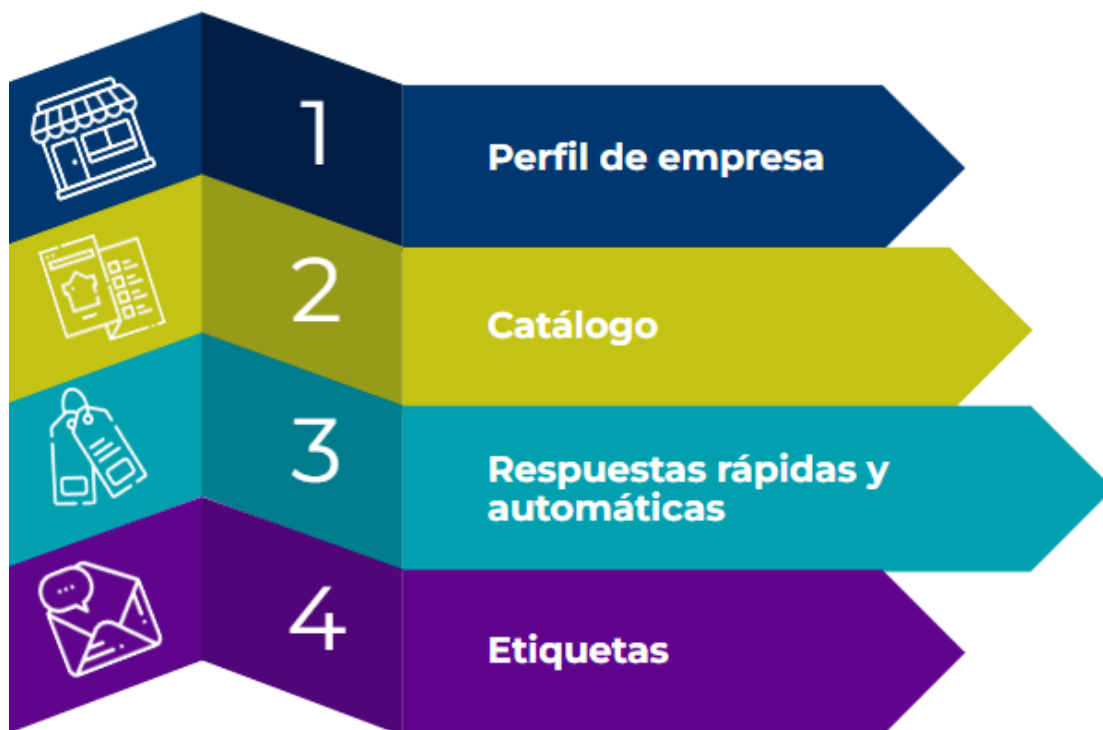 1
Perfil de empresa
2
Catálogo
3
Respuestas rápidas y
automáticas
4
Etiquetas